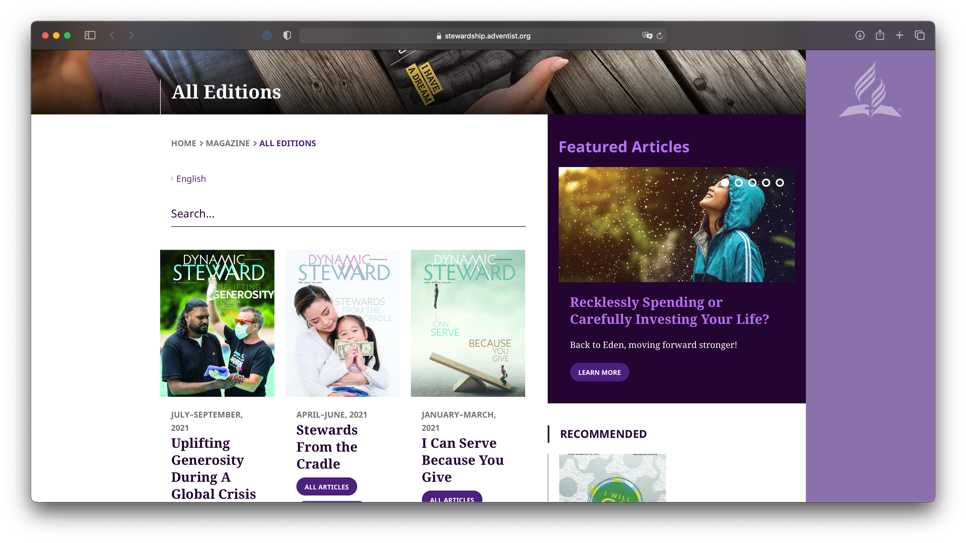 stewardship.adventist.org
I HAVE
A DREAM
All Editions
HOME > MAGAZINE > ALL EDITIONS
English
Search...
DYNAMIC
STEWARD
UPLIFTING
GENEROSITY
DYNAMIC
STEWARD
STEWARDS
FROM THE
CRADLE
DYNAMIC
STEWARD
I CAN
SERVE
BECAUSE
YOU
GIVE
JULY–SEPTEMBER,
2021
Uplifting
Generosity
During A
Global Crisis
APRIL–JUNE, 2021
Stewards
From the
Cradle
ALL ARTICLES
JANUARY–MARCH,
2021
I Can Serve
Because You
Give
ALL ARTICLES
Featured Articles
Recklessly Spending or
Carefully Investing Your Life?
Back to Eden, moving forward stronger!
LEARN MORE
RECOMMENDED
I WILL